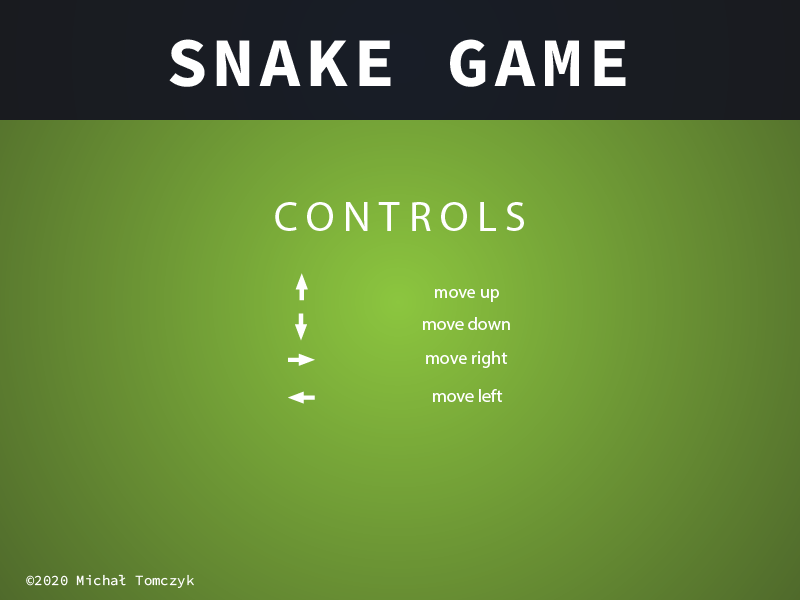 SNAKE GAME
CONTROLS
move up
move down
move right
move left
©2020 Michał Tomczyk